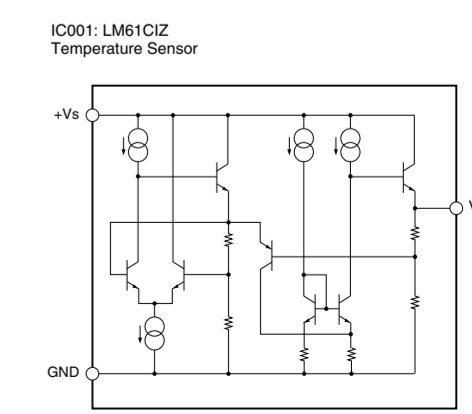 IC001: LM61CIZ
Temperature Sensor
+Vs
GND